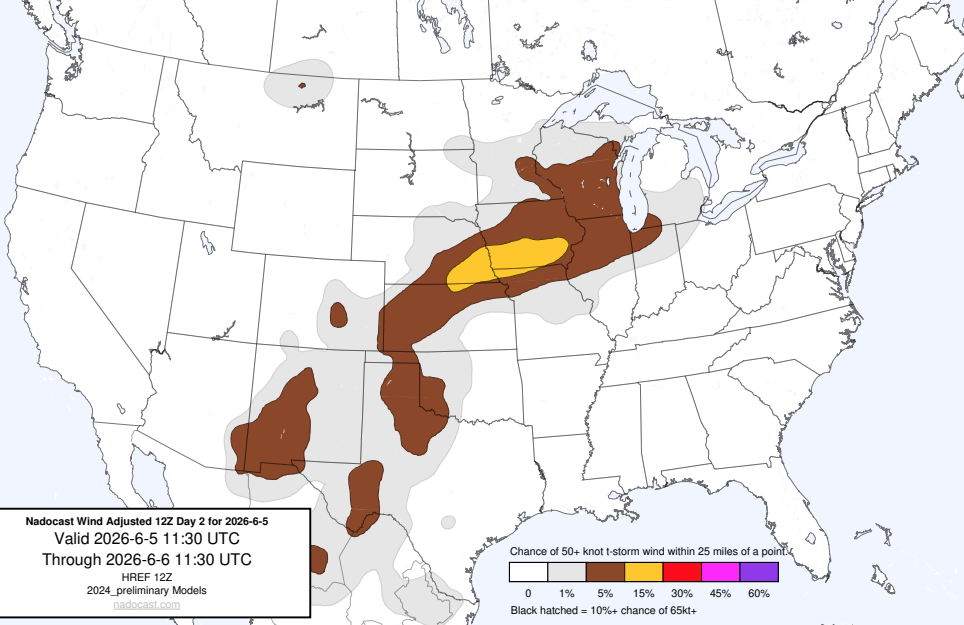 Nadocast Wind Adjusted 12Z Day 2 for 2026-6-5
Valid 2026-6-5 11:30 UTC
Through 2026-6-6 11:30 UTC
HREF 12Z
2024_preliminary Models
nadocast.com
Chance of 50+ knot t-storm wind within 25 miles of a point.
0 1% 5% 15% 30% 45% 60%
Black hatched = 10%+ chance of 65kt+